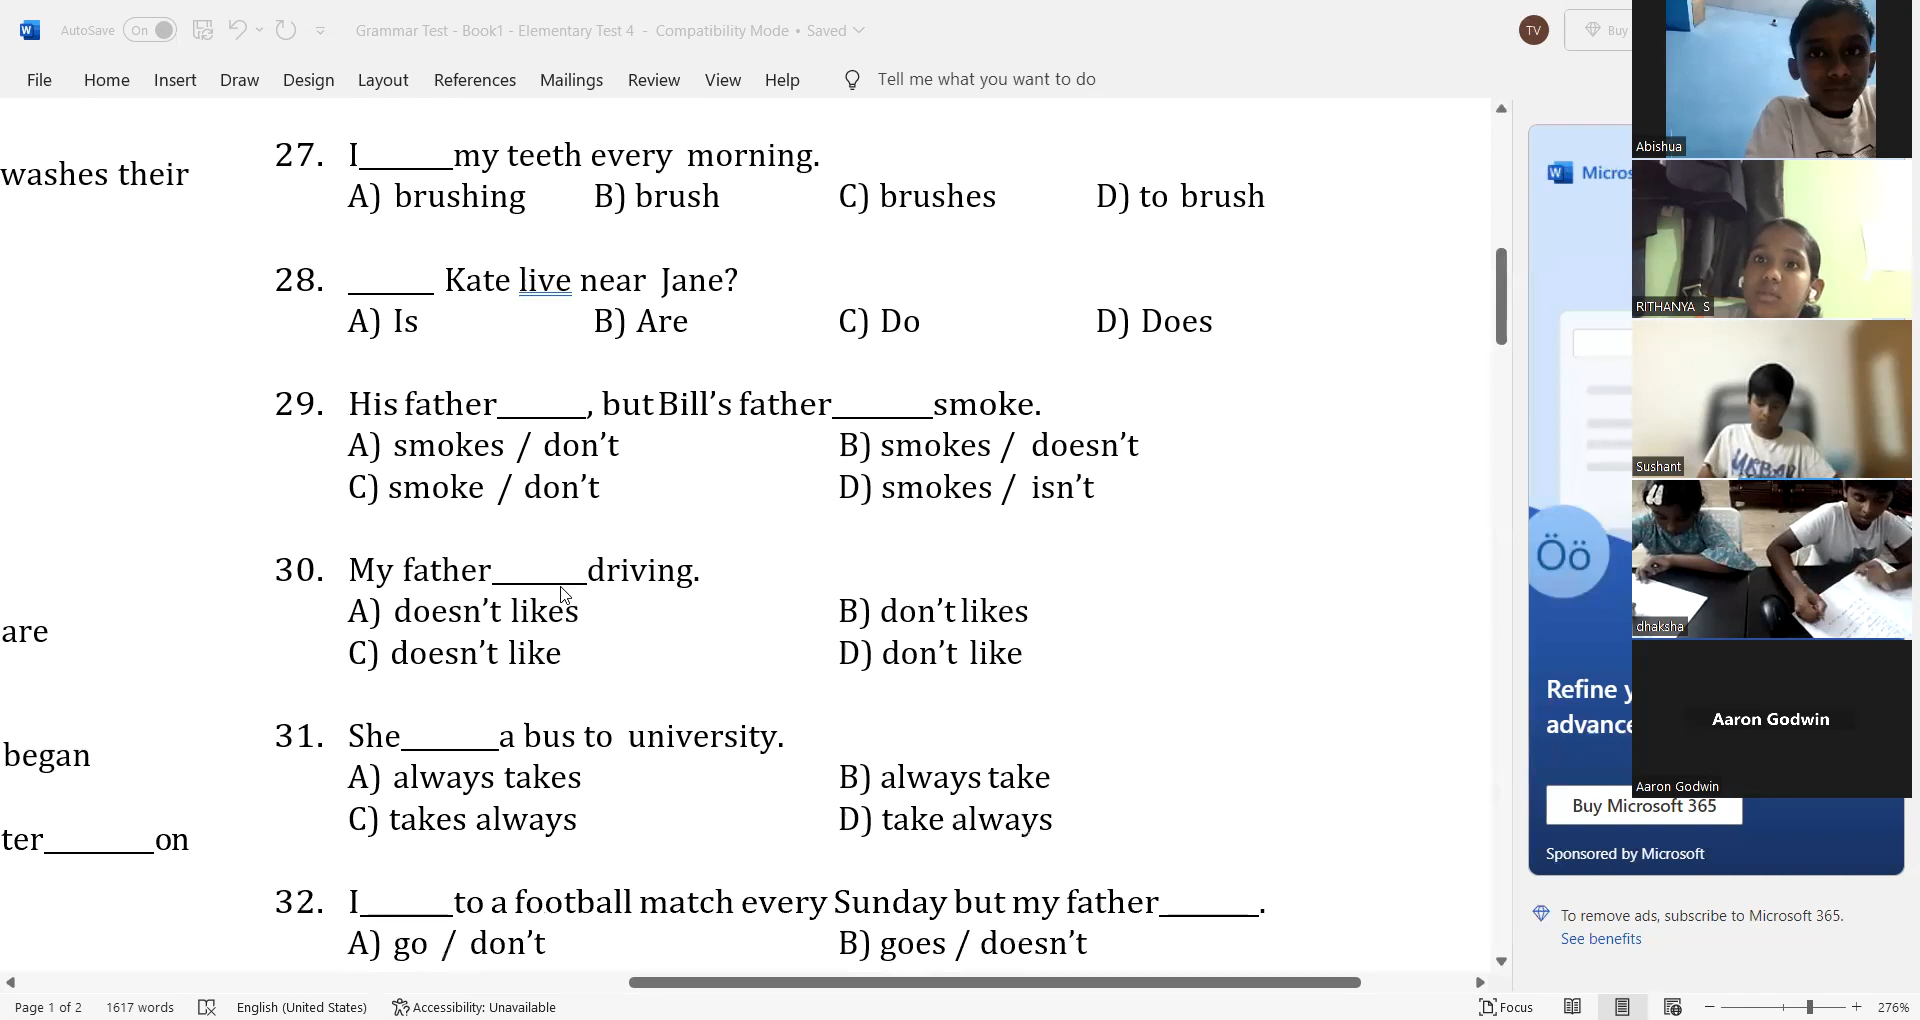 AutoSave On
Grammar Test - Book1 - Elementary Test 4 - Compatibility Mode • Saved
TV
Buy
File Home Insert Draw Design Layout References Mailings Review View Help Tell me what you want to do
washes their
are
began
ter_______on
27. I______my teeth every morning.
A) brushing B) brush C) brushes D) to brush
28. ______ Kate live near Jane?
A) Is B) Are C) Do D) Does
29. His father______, but Bill’s father______smoke.
A) smokes / don’t B) smokes / doesn’t
C) smoke / don’t D) smokes / isn’t
30. My father______driving.
A) doesn’t likes B) don’t likes
C) doesn’t like D) don’t like
31. She______a bus to university.
A) always takes B) always take
C) takes always D) take always
32. I______to a football match every Sunday but my father______.
A) go / don’t B) goes / doesn’t
Abishua
RITHANYA S
Sushant
dhaksha
Aaron Godwin
Aaron Godwin
Micros
Öö
Refine y
advance
Buy Microsoft 365
Sponsored by Microsoft
To remove ads, subscribe to Microsoft 365.
See benefits
Page 1 of 2 1617 words English (United States) Accessibility: Unavailable Focus 276%